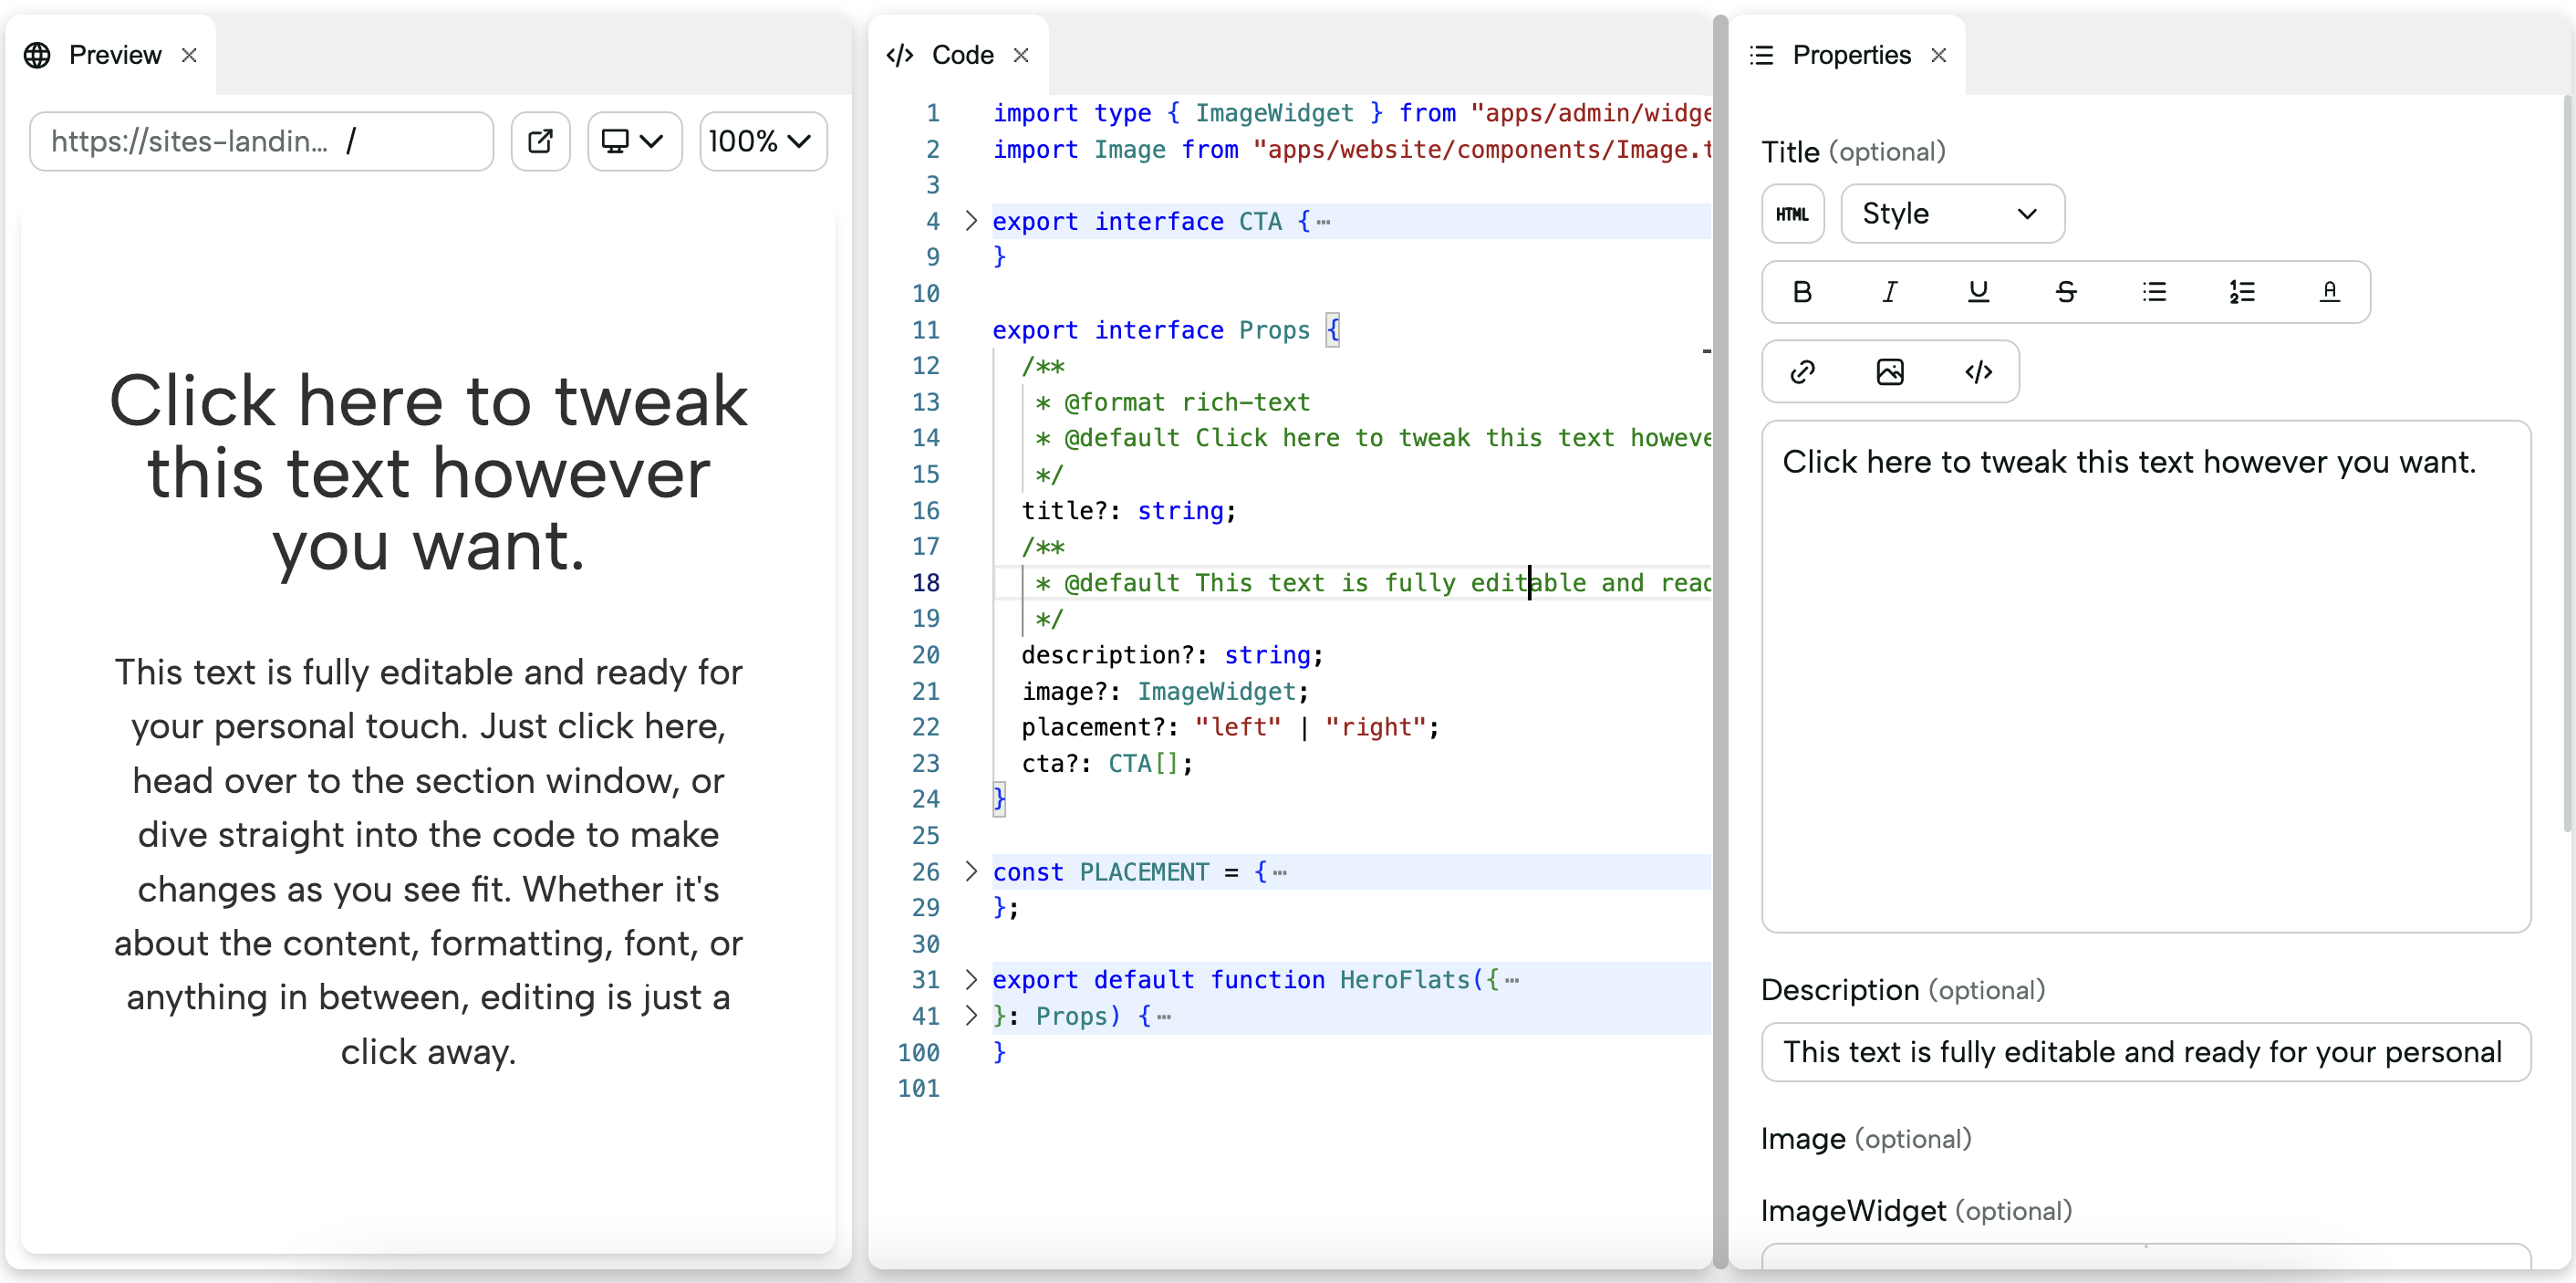 Preview
https://sites-landin... /
100%
Click here to tweak
this text however
you want.
This text is fully editable and ready for
your personal touch. Just click here,
head over to the section window, or
dive straight into the code to make
changes as you see fit. Whether it's
about the content, formatting, font, or
anything in between, editing is just a
click away.
Code
1 import type { ImageWidget } from "apps/admin/widge
2 import Image from "apps/website/components/Image.t
3
4 export interface CTA {⋯
9 }
10
11 export interface Props {
12 /**
13 * @format rich-text
14 * @default Click here to tweak this text howeve
15 */
16 title?: string;
17 /**
18 * @default This text is fully editable and read
19 */
20 description?: string;
21 image?: ImageWidget;
22 placement?: "left" | "right";
23 cta?: CTA[];
24 }
25
26 const PLACEMENT = {⋯
29 };
30
31 export default function HeroFlats({⋯
41 }: Props) {⋯
100 }
101
Properties
Title (optional)
HTML Style
B I U S A
Click here to tweak this text however you want.
Description (optional)
This text is fully editable and ready for your personal
Image (optional)
ImageWidget (optional)